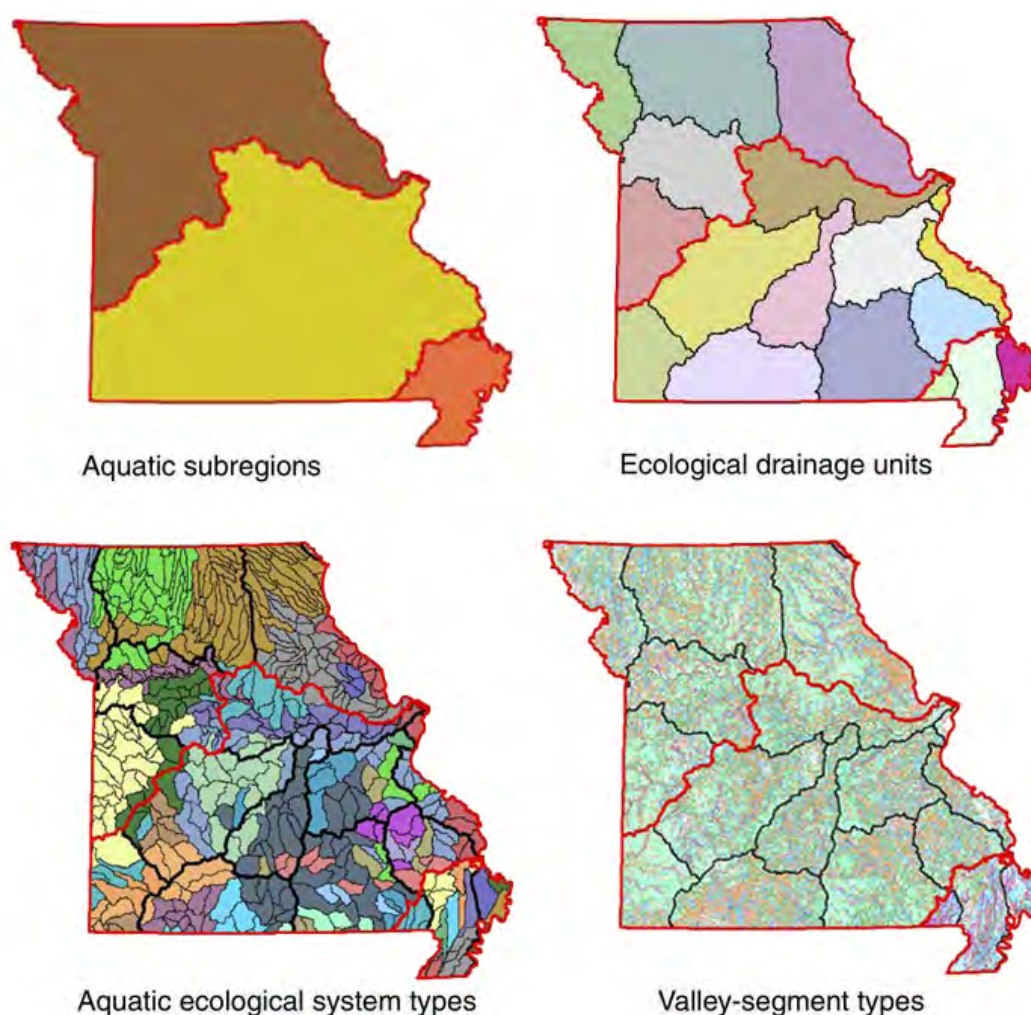 Aquatic subregions
Ecological drainage units
Aquatic ecological system types
Valley-segment types